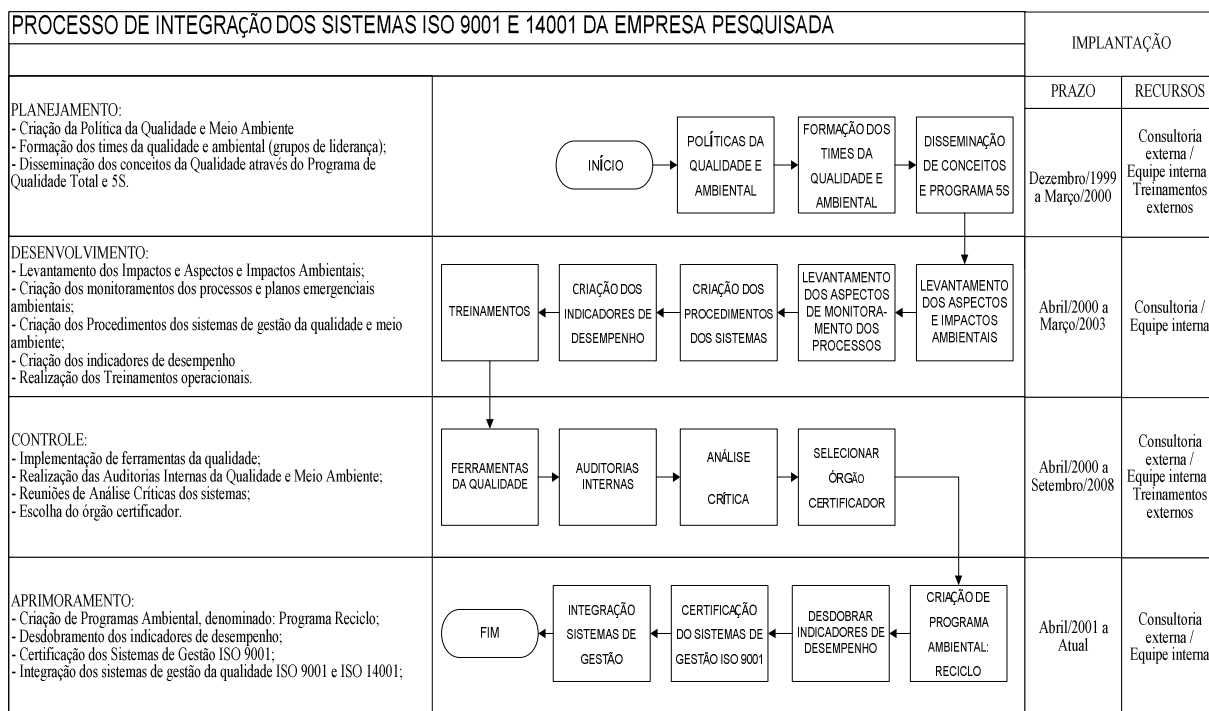 PROCESSO DE INTEGRAÇÃO DOS SISTEMAS ISO 9001 E 14001 DA EMPRESA PESQUISADA
IMPLANTAÇÃO
PRAZO
RECURSOS
PLANEJAMENTO:
- Criação da Política da Qualidade e Meio Ambiente
- Formação dos times da qualidade e ambiental (grupos de liderança);
- Disseminação dos conceitos da Qualidade através do Programa de
Qualidade Total e 5S.
INÍCIO
POLÍTICAS DA
QUALIDADE E
AMBIENTAL
FORMAÇÃO DOS
TIMES DA
QUALIDADE E
AMBIENTAL
DISSEMINAÇÃO
DE CONCEITOS
E PROGRAMA 5S
Dezembro/1999
a Março/2000
Consultoria
externa /
Equipe interna
Treinamentos
externos
DESENVOLVIMENTO:
- Levantamento dos Impactos e Aspectos e Impactos Ambientais;
- Criação dos monitoramentos dos processos e planos emergenciais
ambientais;
- Criação dos Procedimentos dos sistemas de gestão da qualidade e meio
ambiente;
- Criação dos indicadores de desempenho
- Realização dos Treinamentos operacionais.
TREINAMENTOS
CRIAÇÃO DOS
INDICADORES DE
DESEMPENHO
CRIAÇÃO DOS
PROCEDIMENTOS
DOS SISTEMAS
LEVANTAMENTO
DOS ASPECTOS
DE MONITORA-
MENTO DOS
PROCESSOS
LEVANTAMENTO
DOS ASPECTOS
E IMPACTOS
AMBIENTAIS
Abril/2000 a
Março/2003
Consultoria /
Equipe interna
CONTROLE:
- Implementação de ferramentas da qualidade;
- Realização das Auditorias Internas da Qualidade e Meio Ambiente;
- Reuniões de Análise Críticas dos sistemas;
- Escolha do órgão certificador.
FERRAMENTAS
DA QUALIDADE
AUDITORIAS
INTERNAS
ANÁLISE
CRÍTICA
SELECIONAR
ÓRGÃO
CERTIFICADOR
Abril/2000 a
Setembro/2008
Consultoria
externa /
Equipe interna
Treinamentos
externos
APRIMORAMENTO:
- Criação de Programas Ambiental, denominado: Programa Reciclo;
- Desdobramento dos indicadores de desempenho;
- Certificação dos Sistemas de Gestão ISO 9001;
- Integração dos sistemas de gestão da qualidade ISO 9001 e ISO 14001;
FIM
INTEGRAÇÃO
SISTEMAS DE
GESTÃO
CERTIFICAÇÃO
DO SISTEMAS DE
GESTÃO ISO 9001
DESDOBRAR
INDICADORES DE
DESEMPENHO
CRIAÇÃO DE
PROGRAMA
AMBIENTAL:
RECICLO
Abril/2001 a
Atual
Consultoria
externa /
Equipe interna